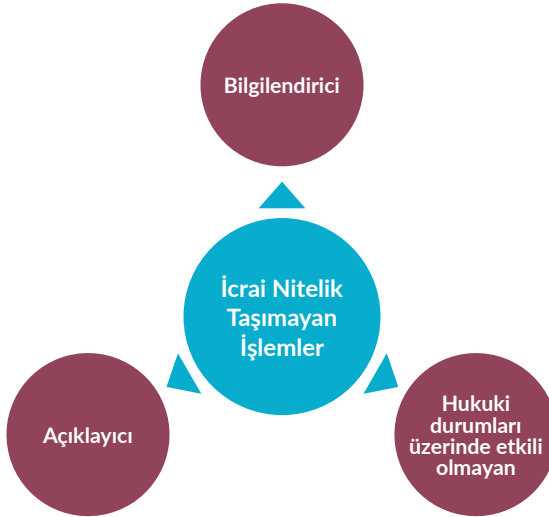 Bilgilendirici
İcrai Nitelik
Taşımayan
İşlemler
Açıklayıcı
Hukuki
durumları
üzerinde etkili
olmayan